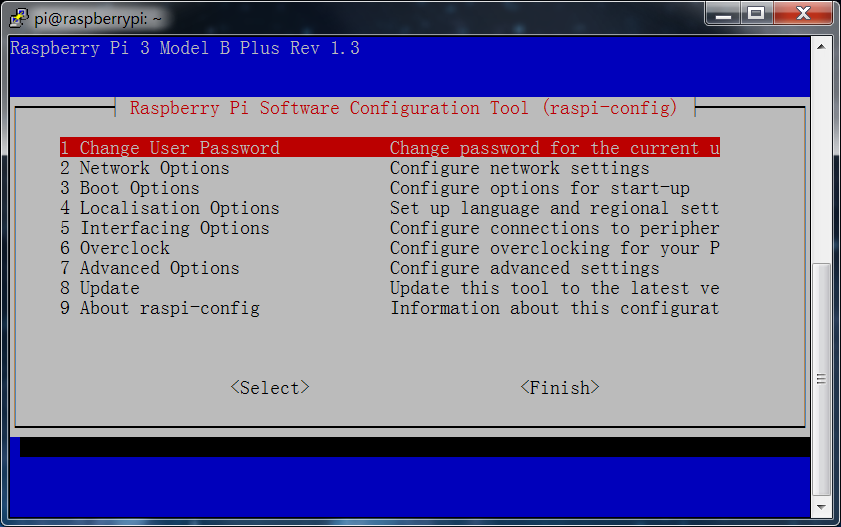 pi@raspberrypi: ~
Raspberry Pi 3 Model B Plus Rev 1.3
Raspberry Pi Software Configuration Tool (raspi-config)
1 Change User Password Change password for the current u
2 Network Options Configure network settings
3 Boot Options Configure options for start-up
4 Localisation Options Set up language and regional sett
5 Interfacing Options Configure connections to peripher
6 Overclock Configure overclocking for your P
7 Advanced Options Configure advanced settings
8 Update Update this tool to the latest ve
9 About raspi-config Information about this configurat
<Select> <Finish>